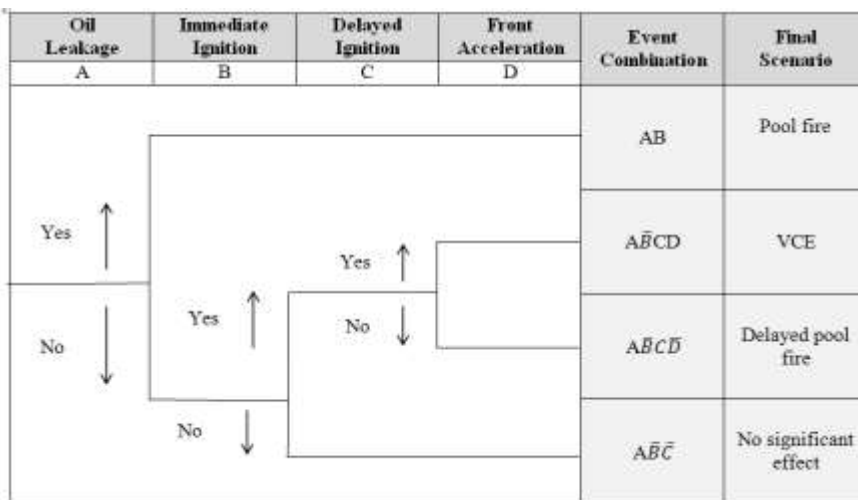 Oil Leakage
Immediate Ignition
Delayed Ignition
Front Acceleration
Event Combination
Final Scenario
A
B
C
D
AB
Pool fire
Yes
Yes
AB̅CD
VCE
Yes
No
No
AB̅CD̅
Delayed pool fire
No
AB̅C̅
No significant effect